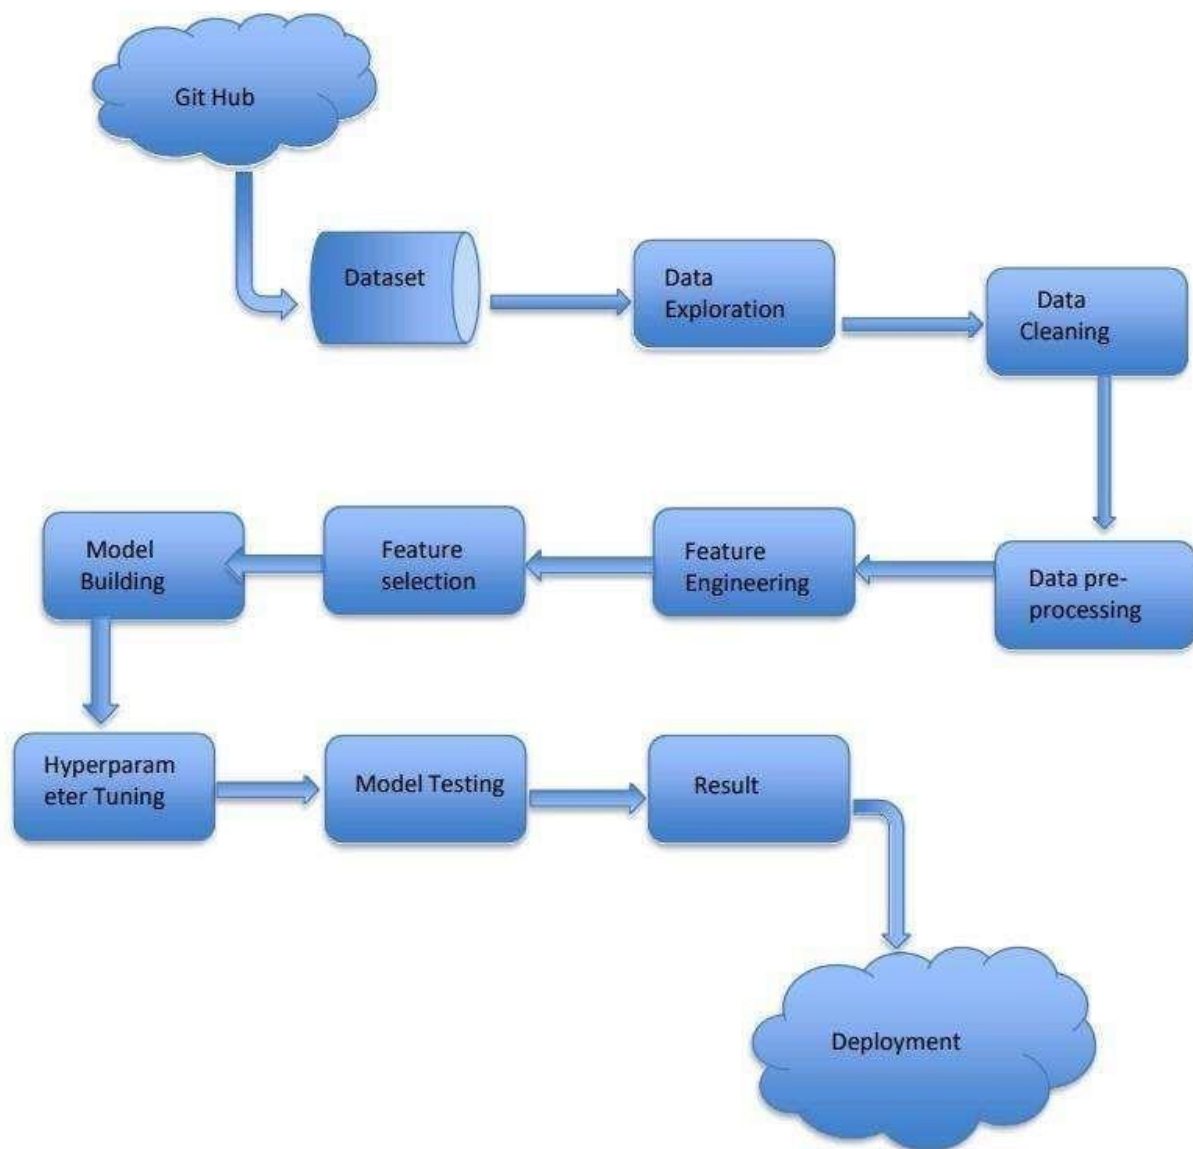 Git Hub
Dataset
Data
Exploration
Data
Cleaning
Model
Building
Feature
selection
Feature
Engineering
Data pre-
processing
Hyperparam
eter Tuning
Model Testing
Result
Deployment